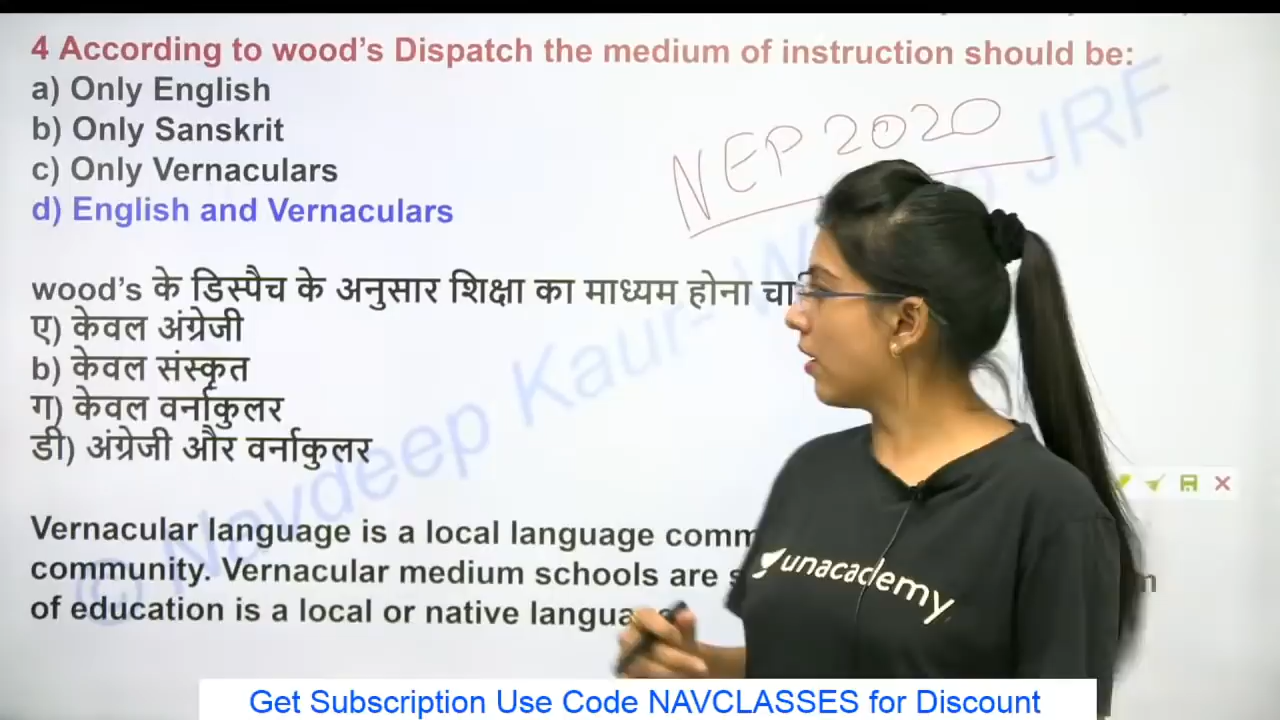 4 According to wood's Dispatch the medium of instruction should be:
a) Only English
b) Only Sanskrit
c) Only Vernaculars
d) English and Vernaculars
NEP 2020
wood's के डिस्पैच के अनुसार शिक्षा का माध्यम होना
ए) केवल अंग्रेजी
b) केवल संस्कृत
ग) केवल वर्नाकुलर
डी) अंग्रेजी और वर्नाकुलर
Vernacular language is a local language
community. Vernacular medium schools are
of education is a local or native
© Navdeep Kaur- JRF
unacademy
Get Subscription Use Code NAVCLASSES for Discount